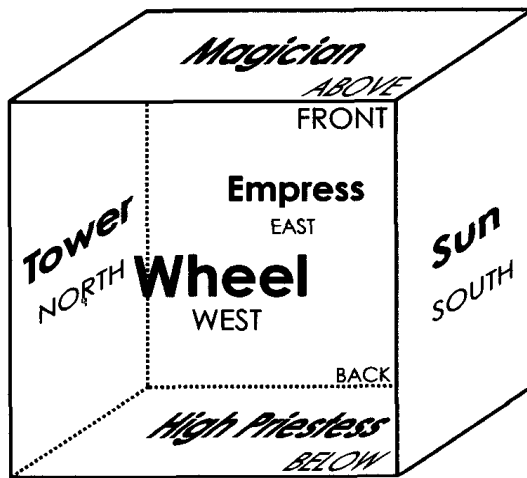 Magician
ABOVE
FRONT
Empress
EAST
Tower
NORTH
Wheel
WEST
Sun
SOUTH
BACK
High Priestess
BELOW